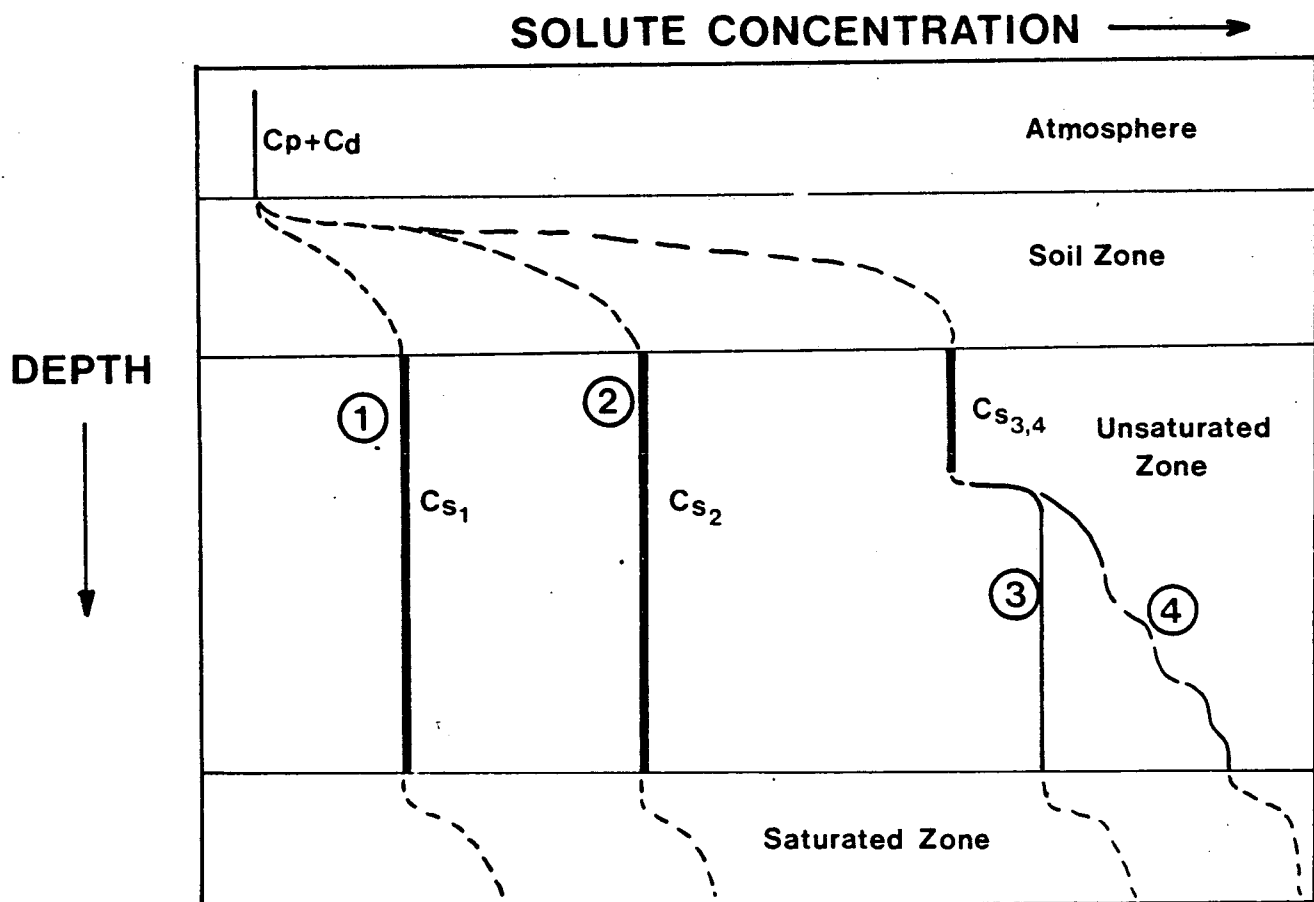 SOLUTE CONCENTRATION
Cp+Cd
Atmosphere
Soil Zone
DEPTH
1
2
Cs3,4
Unsaturated
Zone
Cs1
Cs2
3
4
Saturated Zone